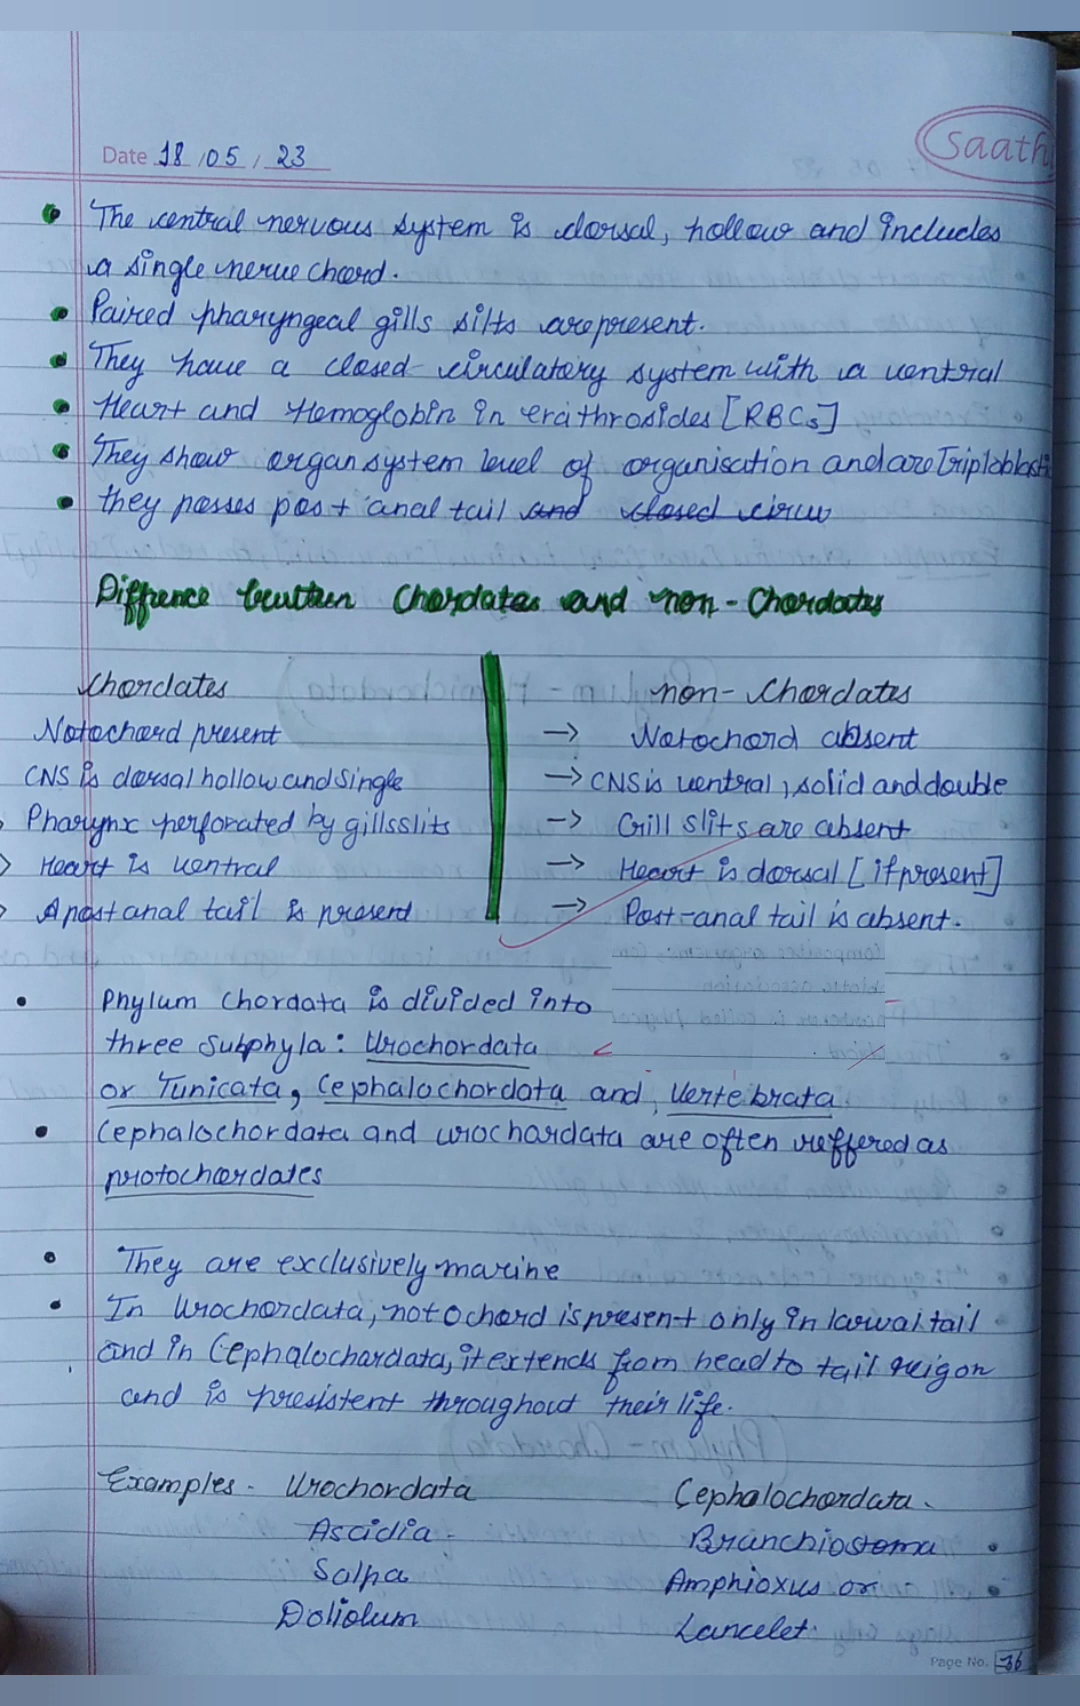 Saath
Date 18 / 05 / 23
The central nervous system is dorsal, hollow and includes
a single nerve chord.
Paired pharyngeal gills silts are present.
They have a closed circulatory system with a ventral
Heart and Hemoglobin in erathrosides [RBCs]
They show organ system level of organisation and are Triploblasti
they posses post anal tail and closed circu
Diffrence beutteen Chordates and non-Chordates
Chordates non-Chordates
Notochord present → Notochord absent
CNS is dorsal hollow and single → CNS is ventral, solid and double
Pharynx perforated by gillsslits → Gill slits are absent
Heart is ventral → Heart is dorsal [if present]
A post anal tail is present → Post-anal tail is absent.
Phylum Chordata is divided into
three Subphyla: Urochordata
or Tunicata, Cephalochordata and Vertebrata
Cephalochordata and urochordata are often reffered as
protochordates
They are exclusively marine
In Urochordata, notochord is present only in larval tail
and in Cephalochordata, it extends from head to tail reigon
and is presistent throughout their life.
Examples - Urochordata Cephalochordata.
Ascidia - Branchiostoma
Salpa Amphioxus or
Doliolum Lancelet
Page No. 36